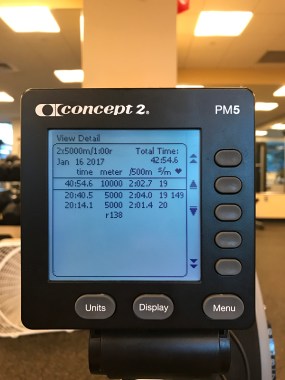 concept 2. PM5
View Detail
2x5000m/1:00r Total Time:
Jan 16 2017 42:54.6
time meter /500m s/m ♥
40:54.6 10000 2:02.7 19
20:40.5 5000 2:04.0 19 149
20:14.1 5000 2:01.4 20
r138
Units Display Menu